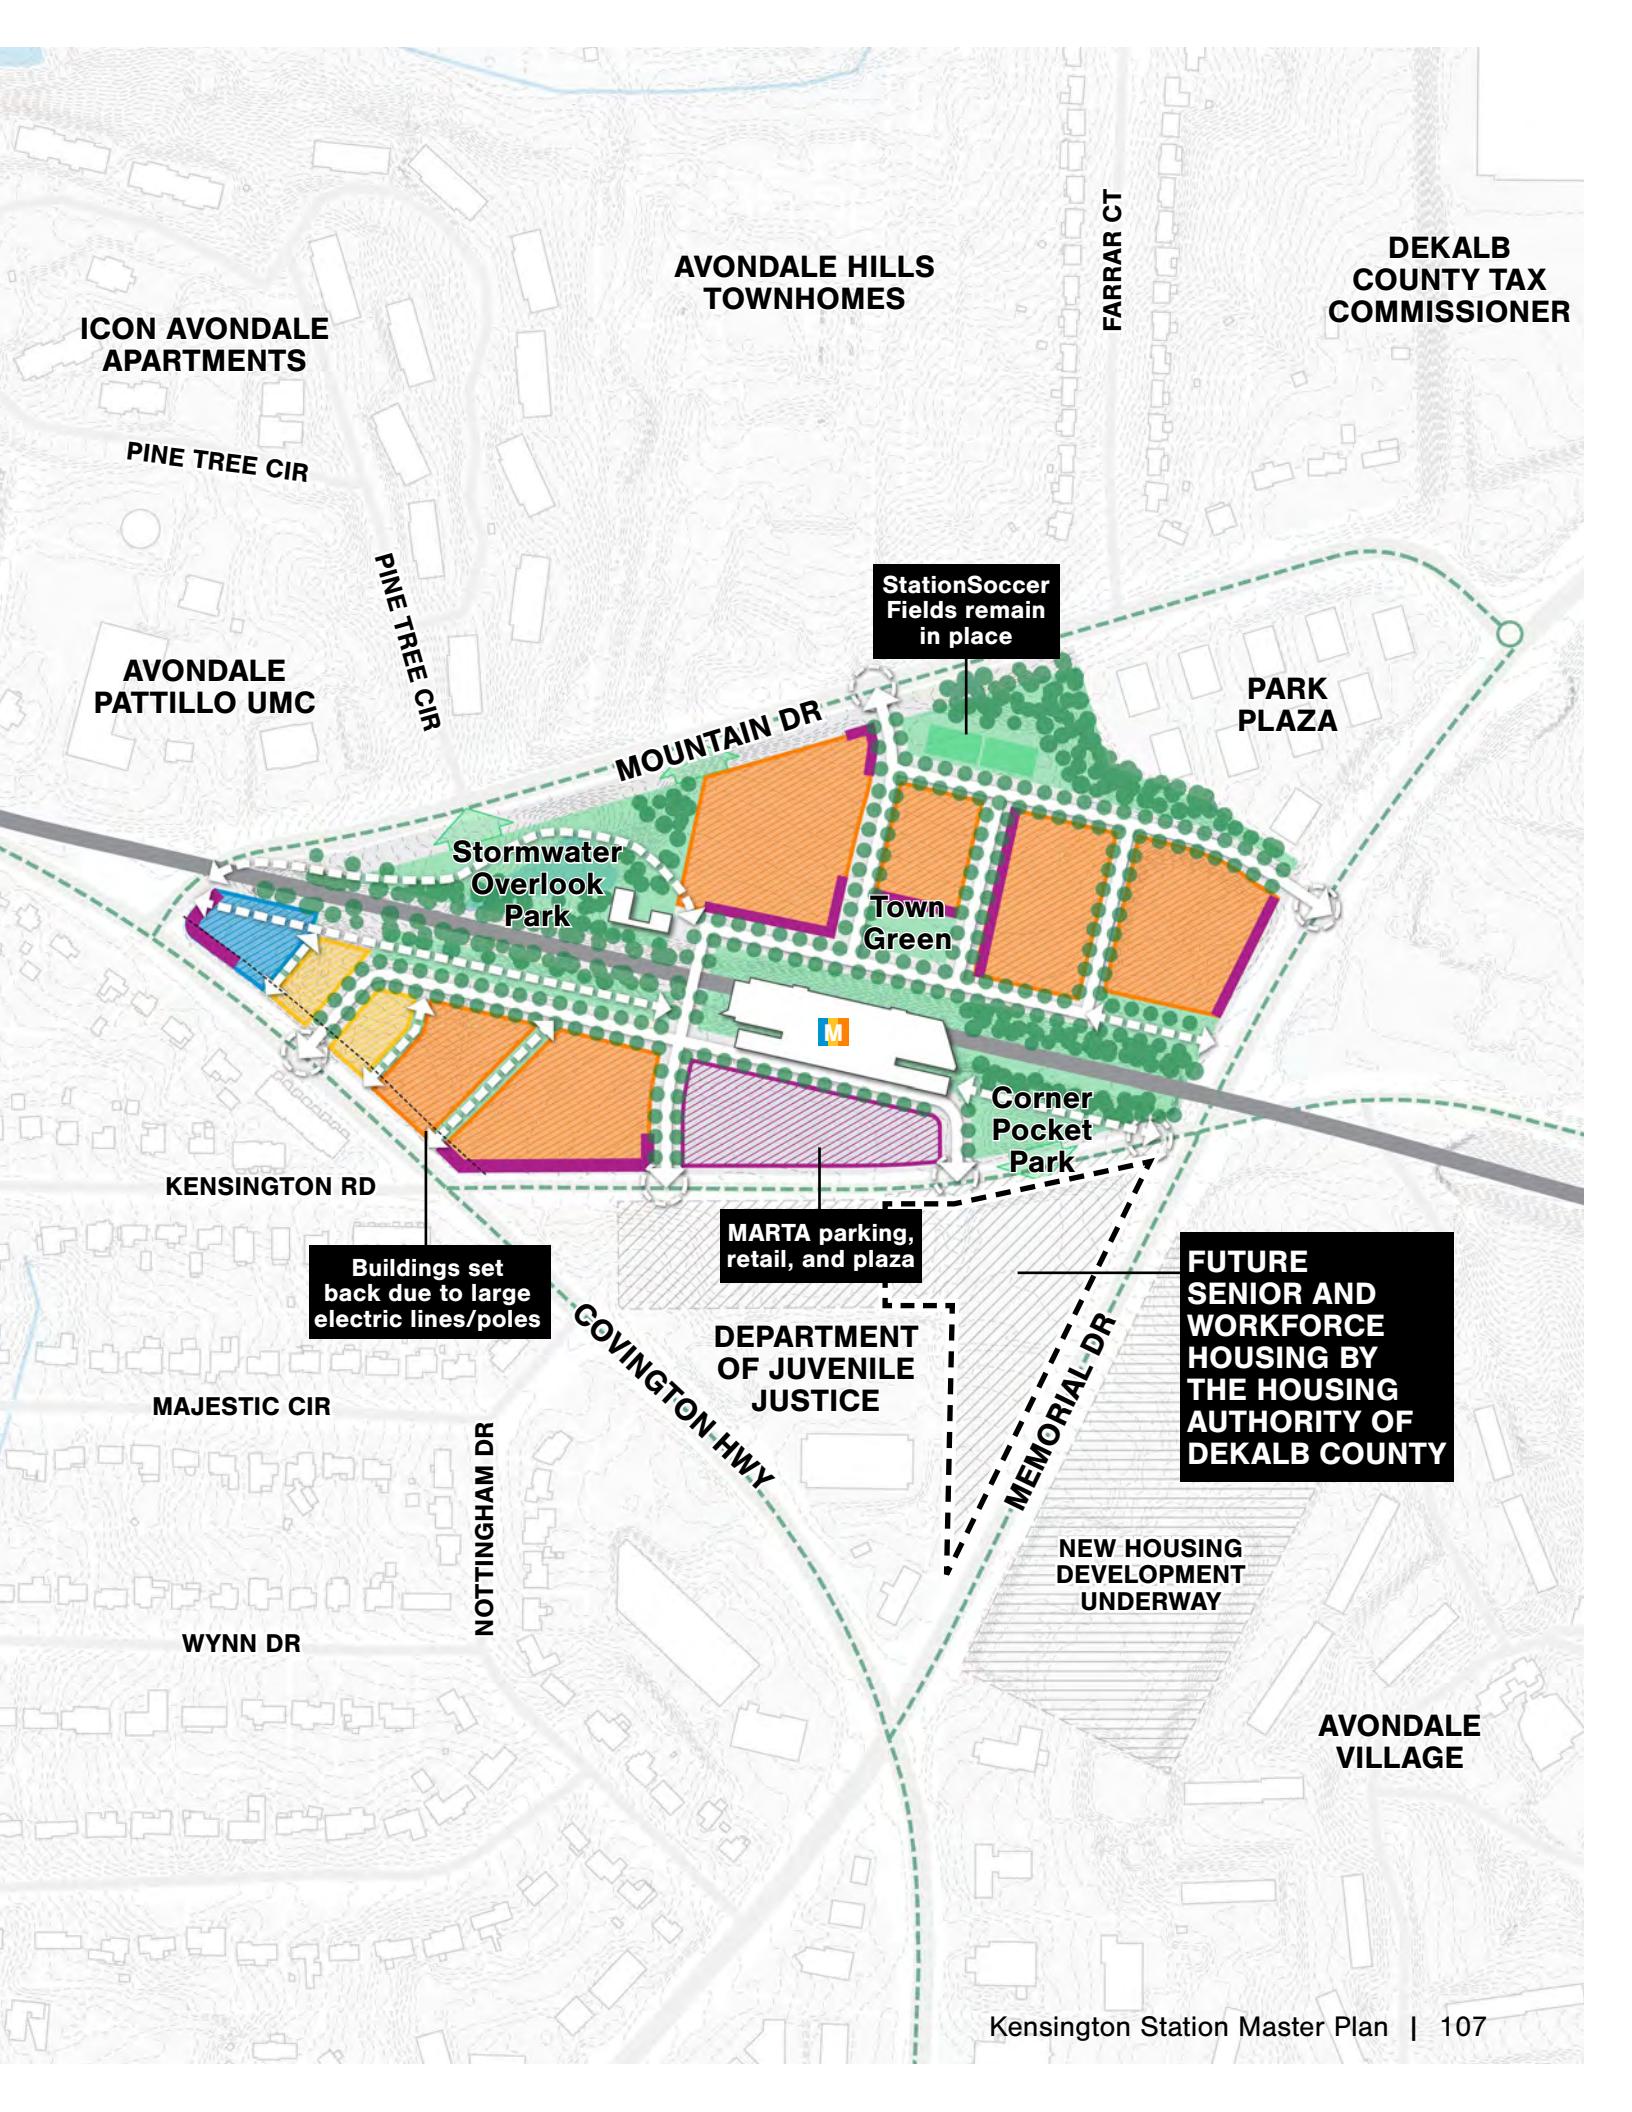 FARRAR CT
DEKALB
COUNTY TAX
COMMISSIONER
AVONDALE HILLS
TOWNHOMES
ICON AVONDALE
APARTMENTS
PINE TREE CIR
PINE TREE CIR
StationSoccer
Fields remain
in place
AVONDALE
PATTILLO UMC
PARK
PLAZA
MOUNTAIN DR
Stormwater
Overlook
Park
Town
Green
M
Corner
Pocket
Park
KENSINGTON RD
MARTA parking,
retail, and plaza
Buildings set
back due to large
electric lines/poles
FUTURE
SENIOR AND
WORKFORCE
HOUSING BY
THE HOUSING
AUTHORITY OF
DEKALB COUNTY
COVINGTON HWY
DEPARTMENT
OF JUVENILE
JUSTICE
MEMORIAL DR
MAJESTIC CIR
NOTTINGHAM DR
NEW HOUSING
DEVELOPMENT
UNDERWAY
WYNN DR
AVONDALE
VILLAGE
Kensington Station Master Plan | 107